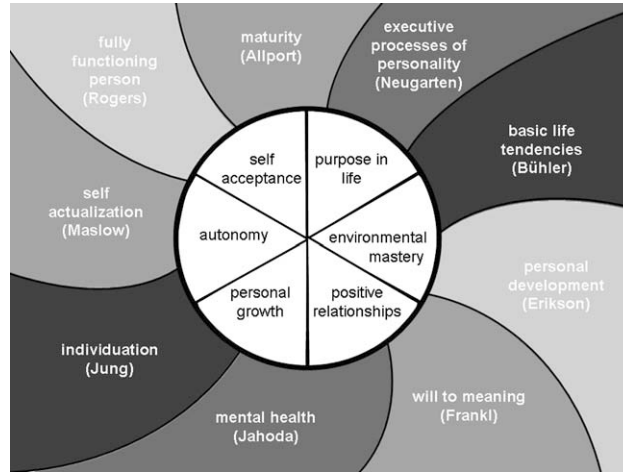 fully
functioning
person
(Rogers)
maturity
(Allport)
executive
processes of
personality
(Neugarten)
basic life
tendencies
(Bühler)
personal
development
(Erikson)
will to meaning
(Frankl)
mental health
(Jahoda)
individuation
(Jung)
self
actualization
(Maslow)
self
acceptance
purpose in
life
autonomy
environmental
mastery
personal
growth
positive
relationships